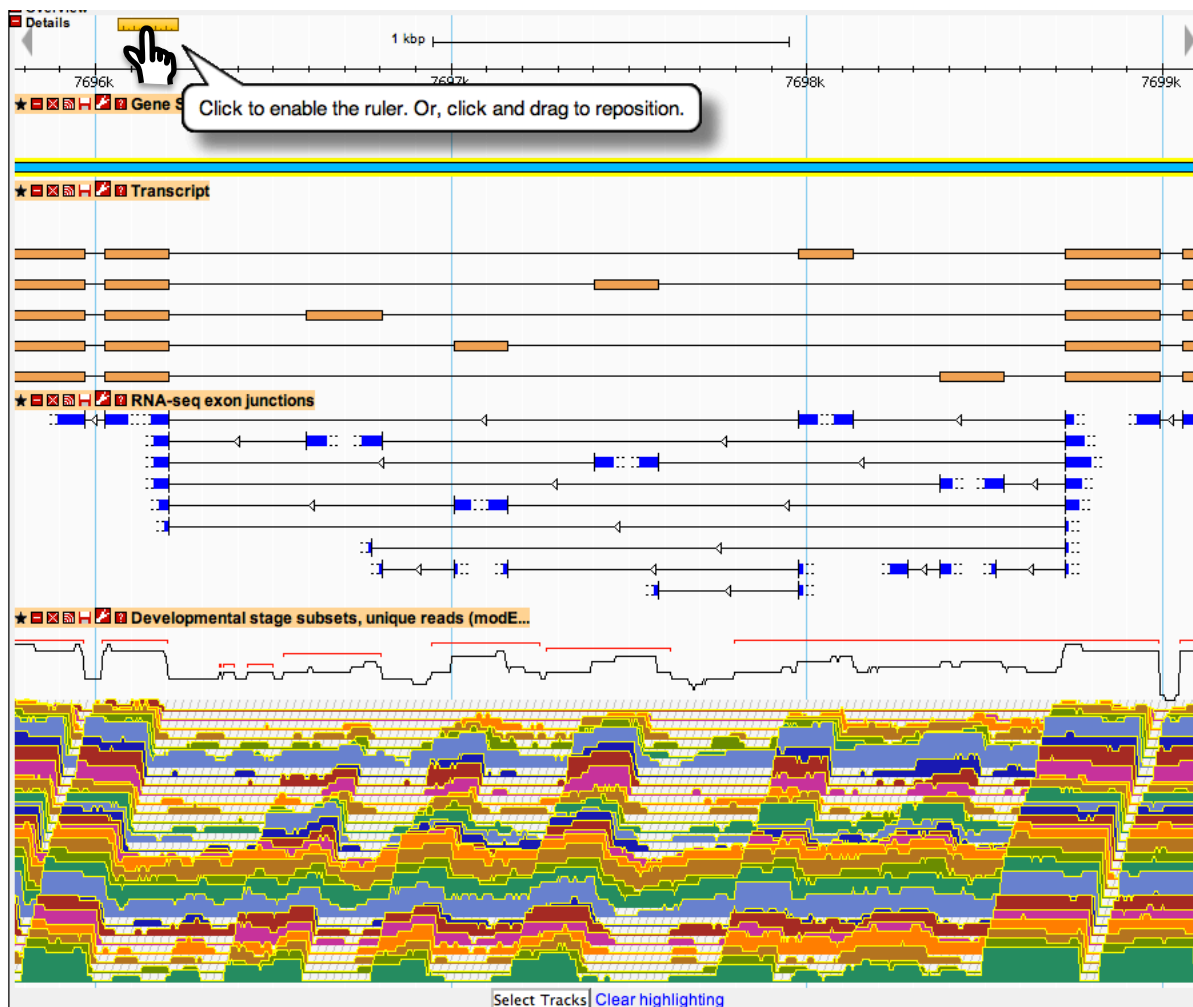 Details
1 kbp
7696k 7697k 7698k 7699k
Click to enable the ruler. Or, click and drag to reposition.
Gene S
Transcript
RNA-seq exon junctions
Developmental stage subsets, unique reads (modE...
Select Tracks Clear highlighting